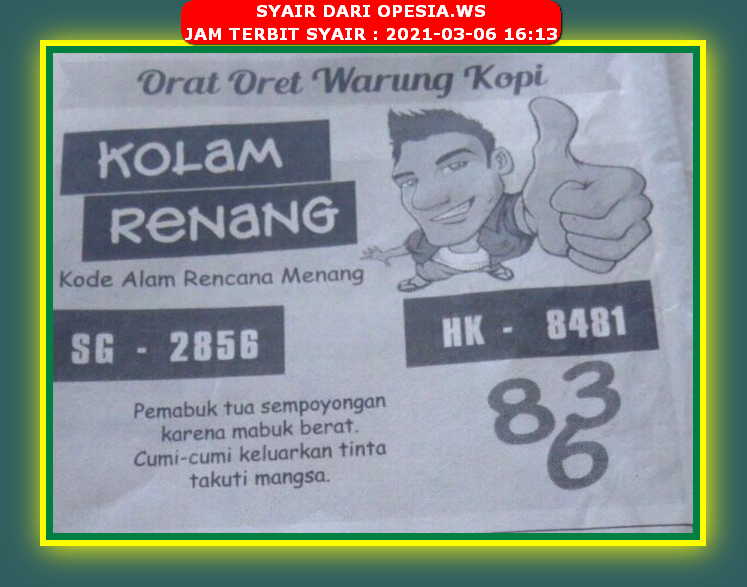 SYAIR DARI OPESIA.WS
JAM TERBIT SYAIR : 2021-03-06 16:13
Orat Oret Warung Kopi
KOLAM
RENANG
Kode Alam Rencana Menang
SG - 2856
HK - 8481
Pemabuk tua sempoyongan
karena mabuk berat.
Cumi-cumi keluarkan tinta
takuti mangsa.
83
6